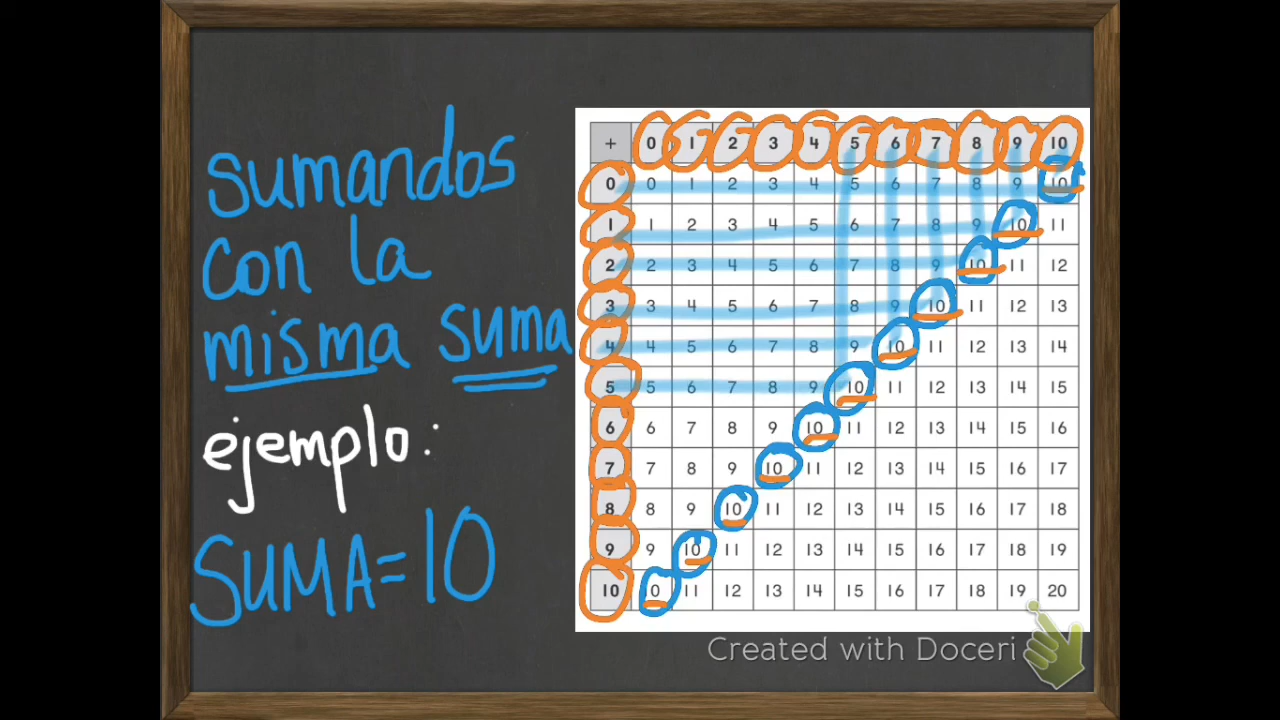 sumandos
con la
misma suma
ejemplo:
SUMA=10
+ 0 1 2 3 4 5 6 7 8 9 10
0 0 1 2 3 4 5 6 7 8 9 10
1 1 2 3 4 5 6 7 8 9 10 11
2 2 3 4 5 6 7 8 9 10 11 12
3 3 4 5 6 7 8 9 10 11 12 13
4 4 5 6 7 8 9 10 11 12 13 14
5 5 6 7 8 9 10 11 12 13 14 15
6 6 7 8 9 10 11 12 13 14 15 16
7 7 8 9 10 11 12 13 14 15 16 17
8 8 9 10 11 12 13 14 15 16 17 18
9 9 10 11 12 13 14 15 16 17 18 19
10 10 11 12 13 14 15 16 17 18 19 20
Created with Doceri